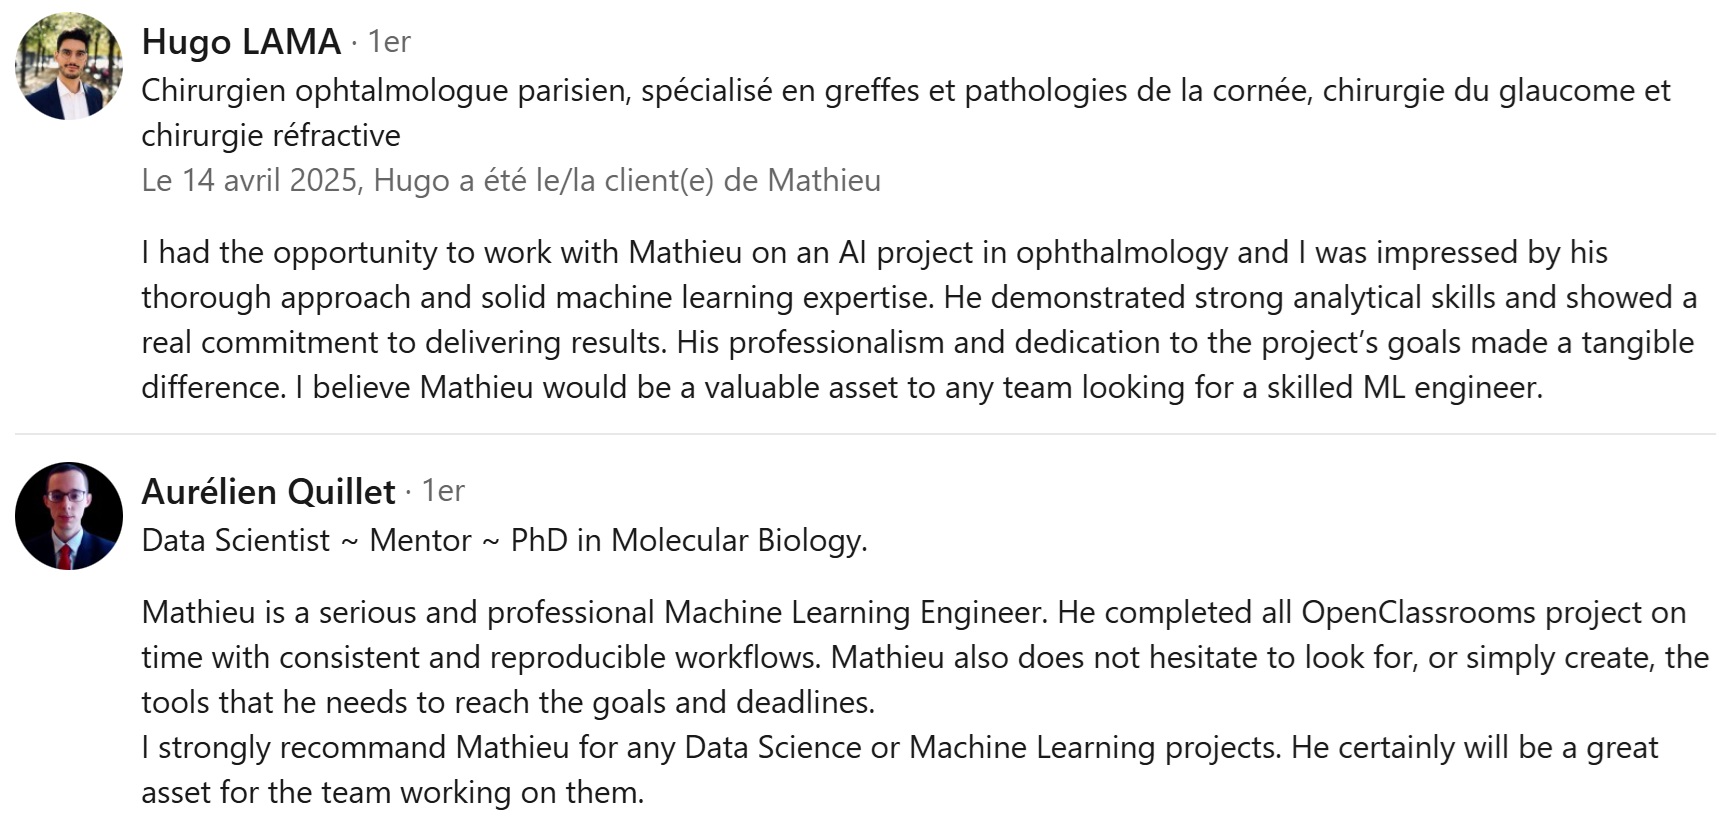 Hugo LAMA · 1er
Chirurgien ophtalmologue parisien, spécialisé en greffes et pathologies de la cornée, chirurgie du glaucome et
chirurgie réfractive
Le 14 avril 2025, Hugo a été le/la client(e) de Mathieu
I had the opportunity to work with Mathieu on an AI project in ophthalmology and I was impressed by his
thorough approach and solid machine learning expertise. He demonstrated strong analytical skills and showed a
real commitment to delivering results. His professionalism and dedication to the project’s goals made a tangible
difference. I believe Mathieu would be a valuable asset to any team looking for a skilled ML engineer.
Aurélien Quillet · 1er
Data Scientist ~ Mentor ~ PhD in Molecular Biology.
Mathieu is a serious and professional Machine Learning Engineer. He completed all OpenClassrooms project on
time with consistent and reproducible workflows. Mathieu also does not hesitate to look for, or simply create, the
tools that he needs to reach the goals and deadlines.
I strongly recommand Mathieu for any Data Science or Machine Learning projects. He certainly will be a great
asset for the team working on them.